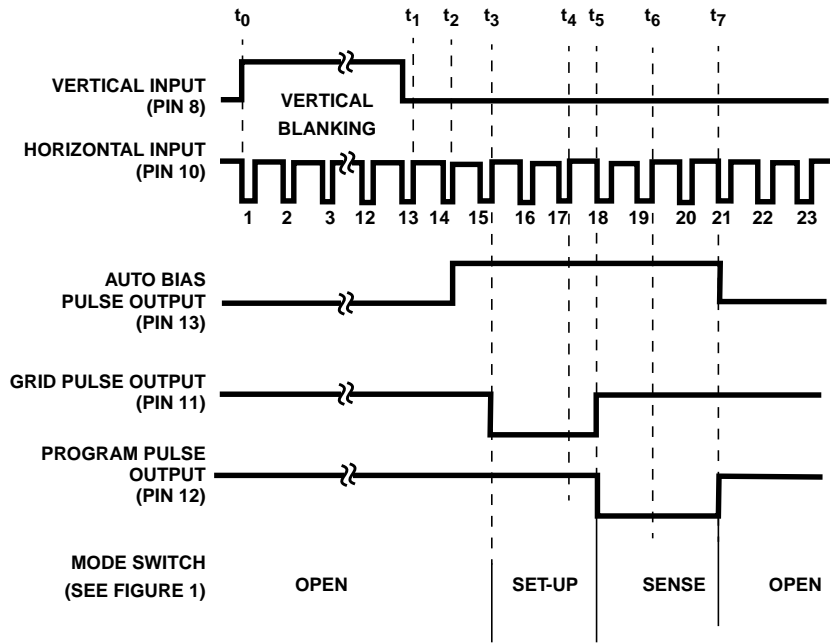 t0 t1 t2 t3 t4 t5 t6 t7
VERTICAL INPUT
(PIN 8)
VERTICAL
BLANKING
HORIZONTAL INPUT
(PIN 10)
1 2 3 12 13 14 15 16 17 18 19 20 21 22 23
AUTO BIAS
PULSE OUTPUT
(PIN 13)
GRID PULSE OUTPUT
(PIN 11)
PROGRAM PULSE
OUTPUT
(PIN 12)
MODE SWITCH
(SEE FIGURE 1)
OPEN SET-UP SENSE OPEN